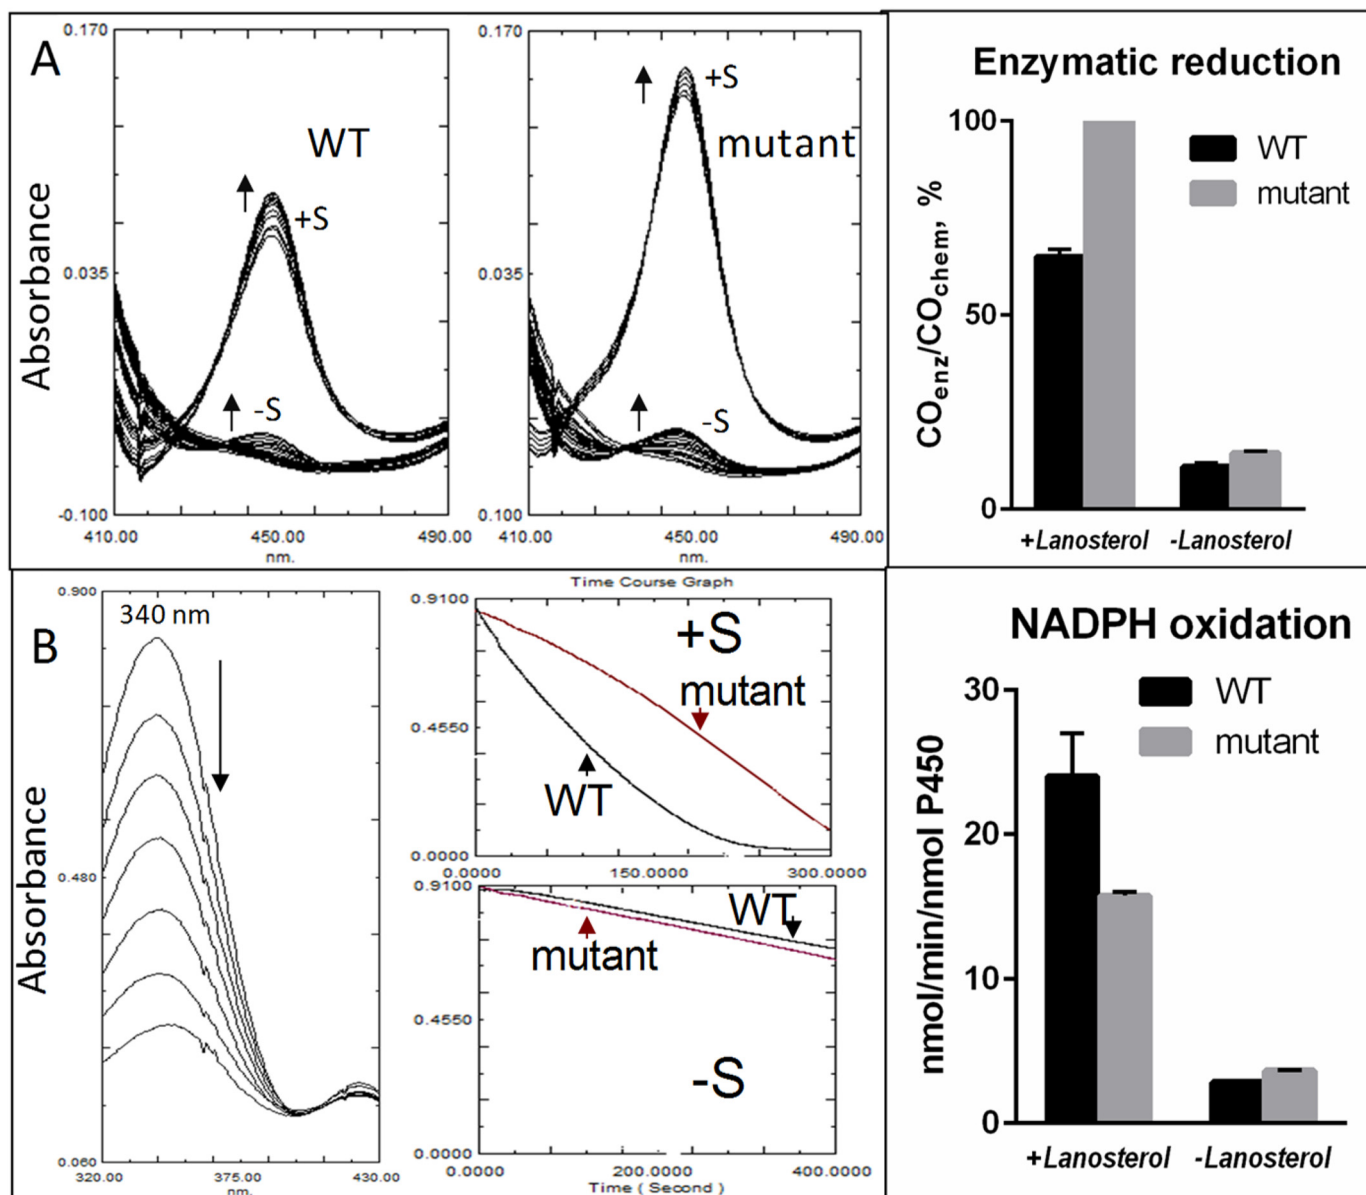 A
0.170
WT
+S
-S
0.035
-0.100
410.00
450.00
490.00
nm.
Absorbance
0.170
+S
mutant
-S
0.035
0.100
410.00
450.00
490.00
nm.
Enzymatic reduction
100
50
0
WT
mutant
COenz/COchem, %
+Lanosterol
-Lanosterol
B
0.900
340 nm
0.480
0.060
320.00
375.00
430.00
nm.
Absorbance
Time Course Graph
0.9100
+S
mutant
0.4550
WT
0.0000
0.0000
150.0000
300.0000
0.9100
WT
mutant
0.4550
-S
0.0000
0.0000
200.0000
400.0000
Time ( Second )
NADPH oxidation
30
20
10
0
WT
mutant
nmol/min/nmol P450
+Lanosterol
-Lanosterol